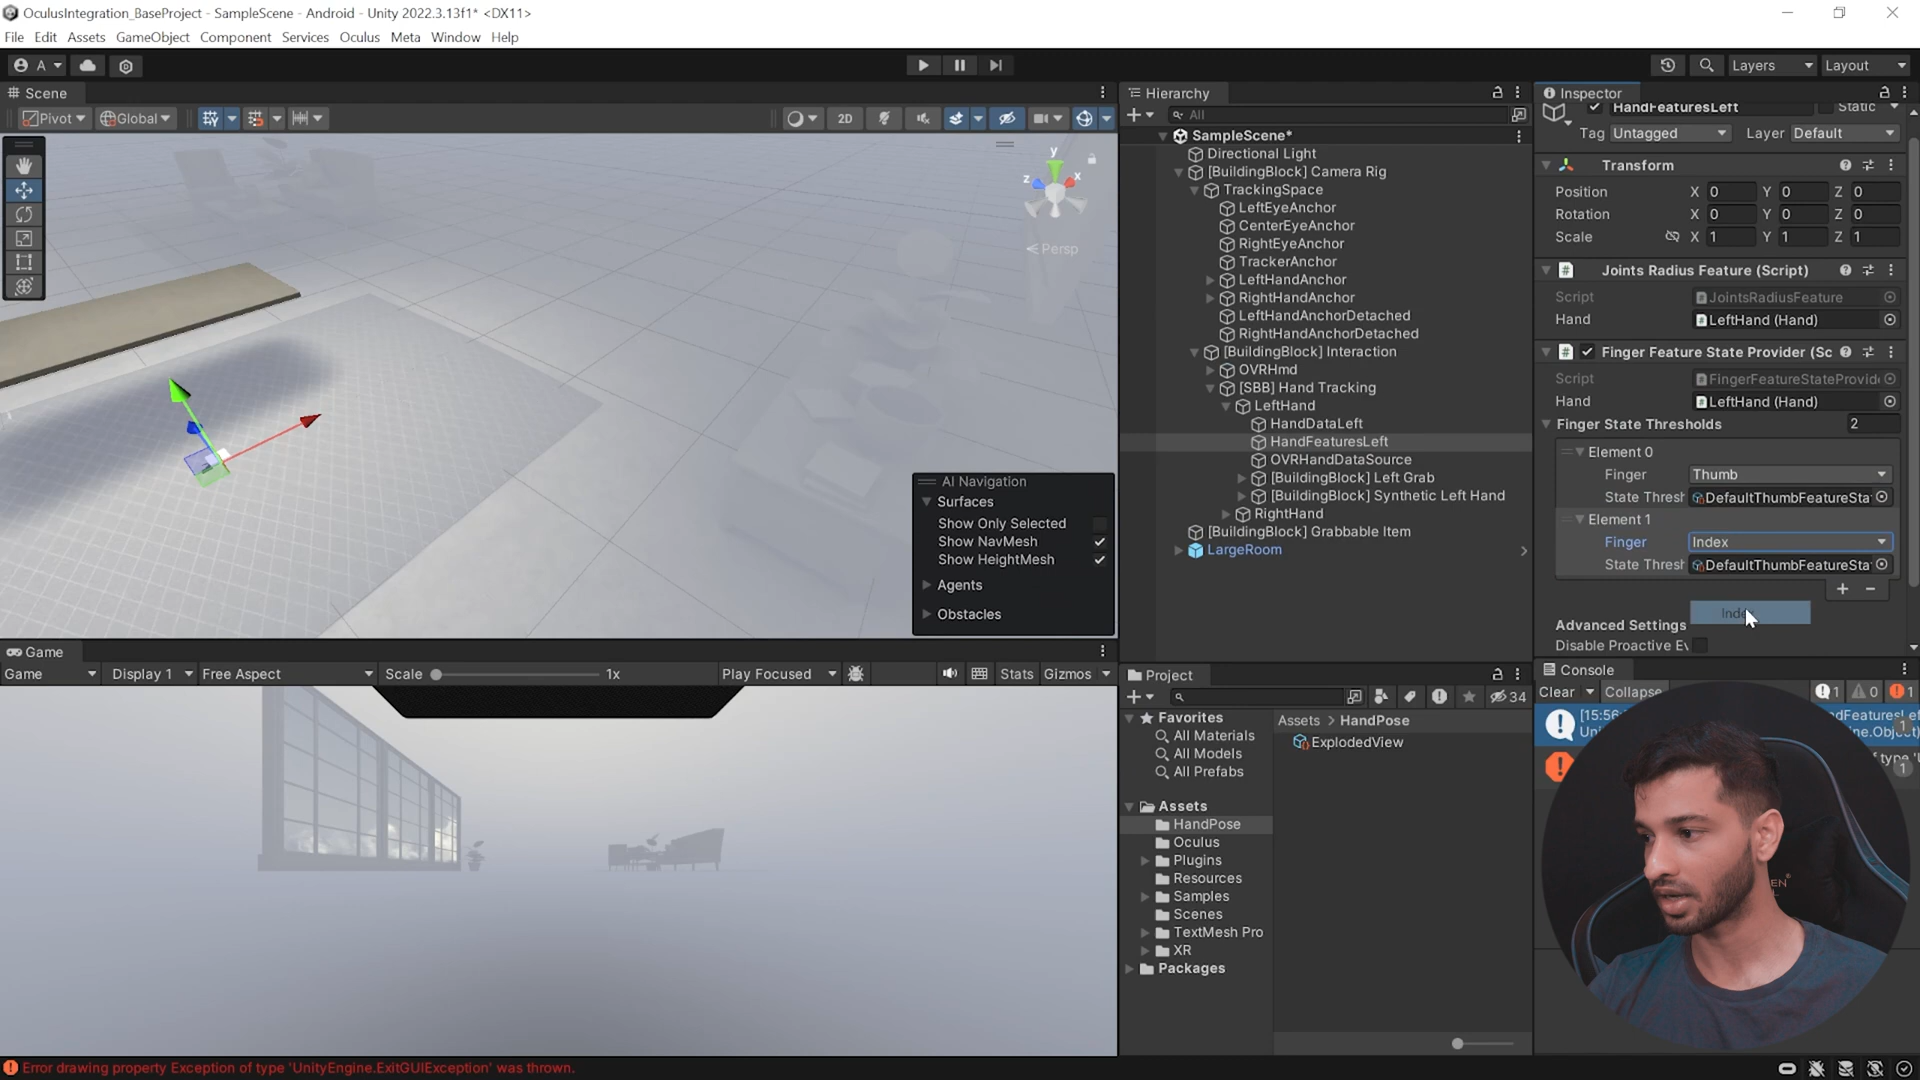 OculusIntegration_BaseProject - SampleScene - Android - Unity 2022.3.13f1* <DX11>
File Edit Assets GameObject Component Services Oculus Meta Window Help
A
Layers Layout
Scene
Pivot Global
2D
y
z x
Persp
AI Navigation
Surfaces
Show Only Selected
Show NavMesh
Show HeightMesh
Agents
Obstacles
Game
Game Display 1 Free Aspect Scale 1x Play Focused Stats Gizmos
Hierarchy
All
SampleScene*
Directional Light
[BuildingBlock] Camera Rig
TrackingSpace
LeftEyeAnchor
CenterEyeAnchor
RightEyeAnchor
TrackerAnchor
LeftHandAnchor
RightHandAnchor
LeftHandAnchorDetached
RightHandAnchorDetached
[BuildingBlock] Interaction
OVRHmd
[SBB] Hand Tracking
LeftHand
HandDataLeft
HandFeaturesLeft
OVRHandDataSource
[BuildingBlock] Left Grab
[BuildingBlock] Synthetic Left Hand
RightHand
[BuildingBlock] Grabbable Item
LargeRoom
Project
34
Favorites
All Materials
All Models
All Prefabs
Assets
HandPose
Oculus
Plugins
Resources
Samples
Scenes
TextMesh Pro
XR
Packages
Assets > HandPose
ExplodedView
Inspector
HandFeaturesLeft Static
Tag Untagged Layer Default
Transform
Position X 0 Y 0 Z 0
Rotation X 0 Y 0 Z 0
Scale X 1 Y 1 Z 1
Joints Radius Feature (Script)
Script JointsRadiusFeature
Hand LeftHand (Hand)
Finger Feature State Provider (Sc
Script FingerFeatureStateProvid
Hand LeftHand (Hand)
Finger State Thresholds 2
Element 0
Finger Thumb
State Thresh DefaultThumbFeatureSta
Element 1
Finger Index
State Thresh DefaultThumbFeatureSta
Advanced Settings
Disable Proactive Ev
Console
Clear Collapse 1 0 1
[15:56:
1
1
Error drawing property Exception of type 'UnityEngine.ExitGUIException' was thrown.